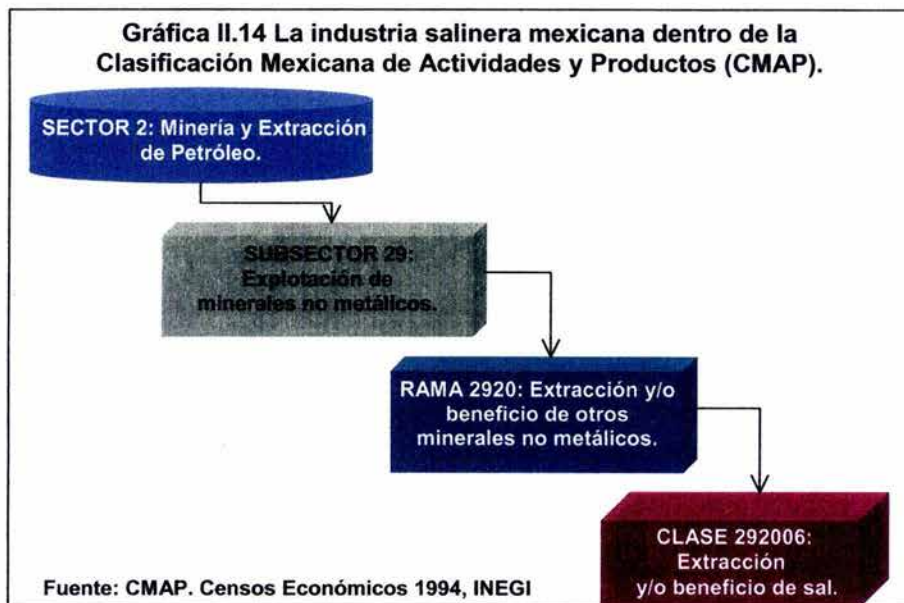 Gráfica II.14 La industria salinera mexicana dentro de la
Clasificación Mexicana de Actividades y Productos (CMAP).
SECTOR 2: Minería y Extracción
de Petróleo.
SUBSECTOR 29:
Explotación de
minerales no metálicos.
RAMA 2920: Extracción y/o
beneficio de otros
minerales no metálicos.
CLASE 292006:
Extracción
y/o beneficio de sal.
Fuente: CMAP. Censos Económicos 1994, INEGI